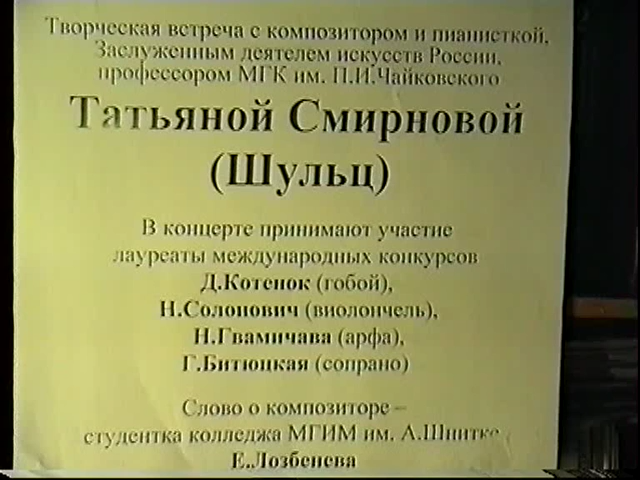 Творческая встреча с композитором и пианисткой,
Заслуженным деятелем искусств России,
профессором МГК им. П.И.Чайковского
Татьяной Смирновой
(Шульц)
В концерте принимают участие
лауреаты международных конкурсов
Д.Котенок (гобой),
Н.Солонович (виолончель),
Н.Гвамичава (арфа),
Г.Битюцкая (сопрано)
Слово о композиторе –
студентка колледжа МГИМ им. А.Шнитке
Е.Лозбенева